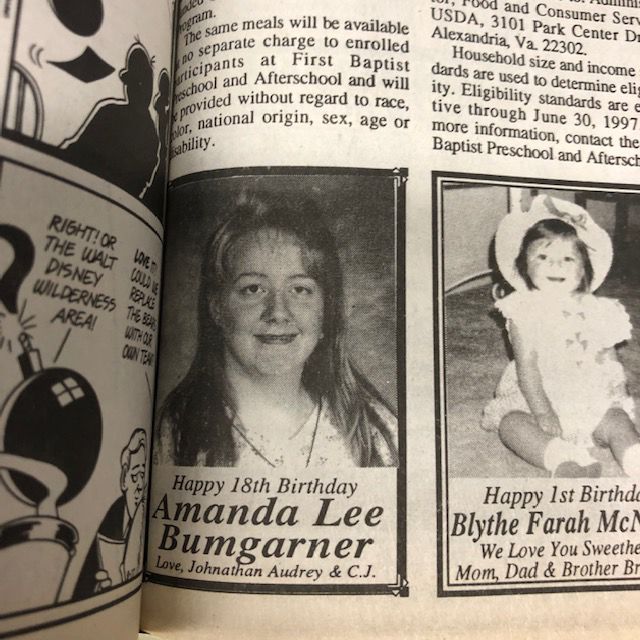 RIGHT! OR
THE WALT
DISNEY
WILDERNESS
AREA!
LOVE IT!
COULD WE
REPLACE
THE BEARS
WITH OUR
OWN TEAM
program.
The same meals will be available
no separate charge to enrolled
participants at First Baptist
Preschool and Afterschool and will
provided without regard to race,
color, national origin, sex, age or
disability.
Happy 18th Birthday
Amanda Lee
Bumgarner
Love, Johnathan Audrey & C.J.
Food and Consumer Serv
USDA, 3101 Park Center Dr
Alexandria, Va. 22302.
Household size and income
dards are used to determine elig
ity. Eligibility standards are e
tive through June 30, 1997
more information, contact the
Baptist Preschool and Aftersch
Happy 1st Birthda
Blythe Farah McN
We Love You Sweethe
Mom, Dad & Brother Br